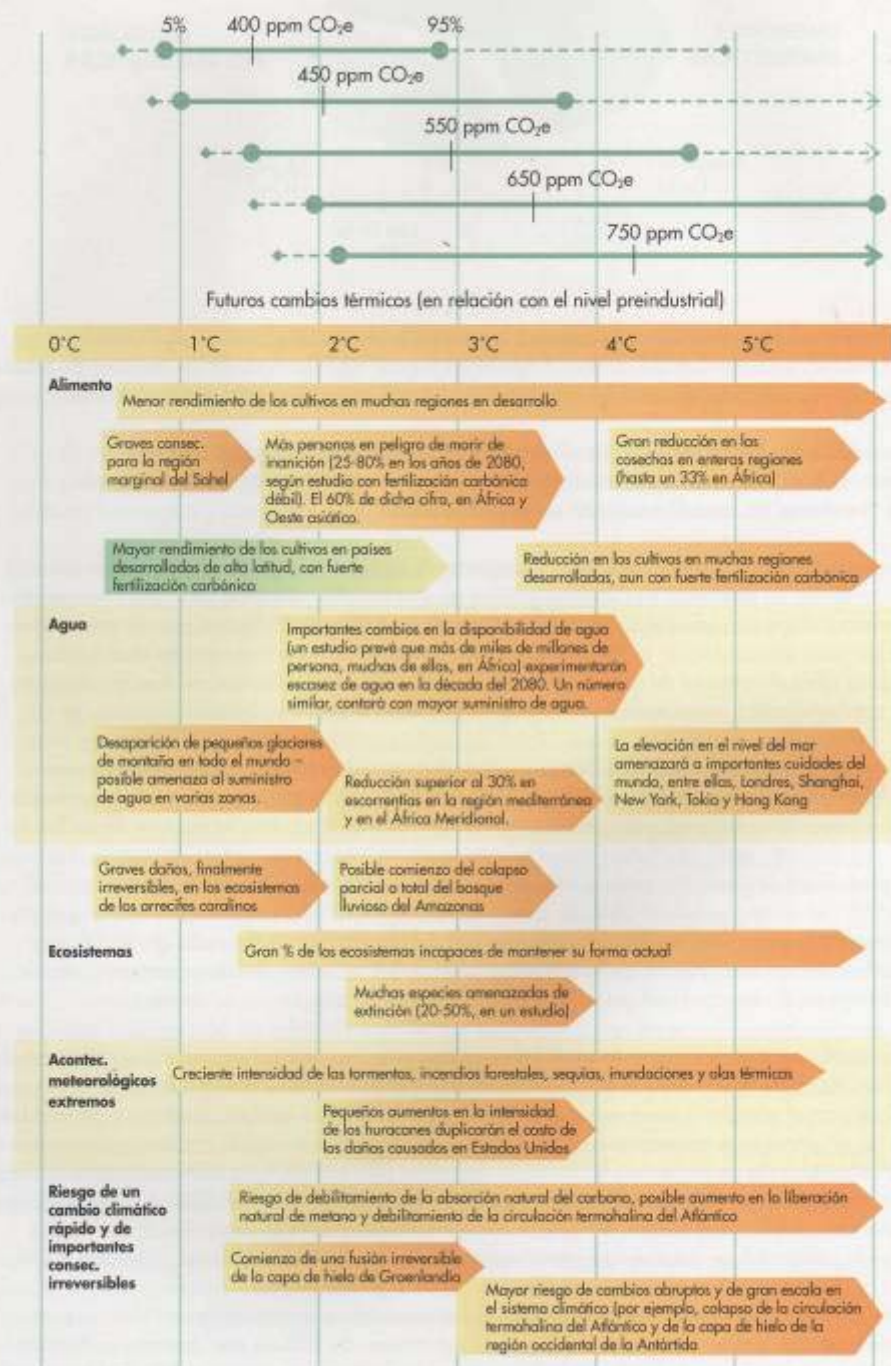 5% 400 ppm CO₂e 95%
450 ppm CO₂e
550 ppm CO₂e
650 ppm CO₂e
750 ppm CO₂e
Futuros cambios térmicos (en relación con el nivel preindustrial)
0°C 1°C 2°C 3°C 4°C 5°C
Alimento
Menor rendimiento de los cultivos en muchas regiones en desarrollo
Graves consec.
para la región
marginal del Sahel
Más personas en peligro de morir de
inanición (25-80% en los años de 2080,
según estudio con fertilización carbónica
débil). El 60% de dicha cifra, en África y
Oeste asiático.
Gran reducción en las
cosechas en enteras regiones
(hasta un 33% en África)
Mayor rendimiento de los cultivos en países
desarrollados de alta latitud, con fuerte
fertilización carbónica
Reducción en los cultivos en muchas regiones
desarrolladas, aun con fuerte fertilización carbónica
Agua
Importantes cambios en la disponibilidad de agua
(un estudio prevé que más de miles de millones de
persona, muchas de ellas, en África) experimentarán
escasez de agua en la década del 2080. Un número
similar, contará con mayor suministro de agua.
Desaparición de pequeños glaciares
de montaña en todo el mundo –
posible amenaza al suministro
de agua en varias zonas.
Reducción superior al 30% en
escorrentías en la región mediterránea
y en el África Meridional.
La elevación en el nivel del mar
amenazará a importantes cuidades del
mundo, entre ellas, Londres, Shanghai,
New York, Tokio y Hong Kong
Graves daños, finalmente
irreversibles, en los ecosistemas
de los arrecifes coralinos
Posible comienzo del colapso
parcial o total del bosque
lluvioso del Amazonas
Ecosistemas
Gran % de los ecosistemas incapaces de mantener su forma actual
Muchas especies amenazadas de
extinción (20-50%, en un estudio)
Acontec.
meteorológicos
extremos
Creciente intensidad de las tormentas, incendios forestales, sequías, inundaciones y olas térmicas
Pequeños aumentos en la intensidad
de los huracanes duplicarán el costo de
los daños causados en Estados Unidos
Riesgo de un
cambio climático
rápido y de
importantes
consec.
irreversibles
Riesgo de debilitamiento de la absorción natural del carbono, posible aumento en la liberación
natural de metano y debilitamiento de la circulación termohalina del Atlántico
Comienzo de una fusión irreversible
de la capa de hielo de Groenlandia
Mayor riesgo de cambios abruptos y de gran escala en
el sistema climático (por ejemplo, colapso de la circulación
termohalina del Atlántico y de la capa de hielo de la
región occidental de la Antártida